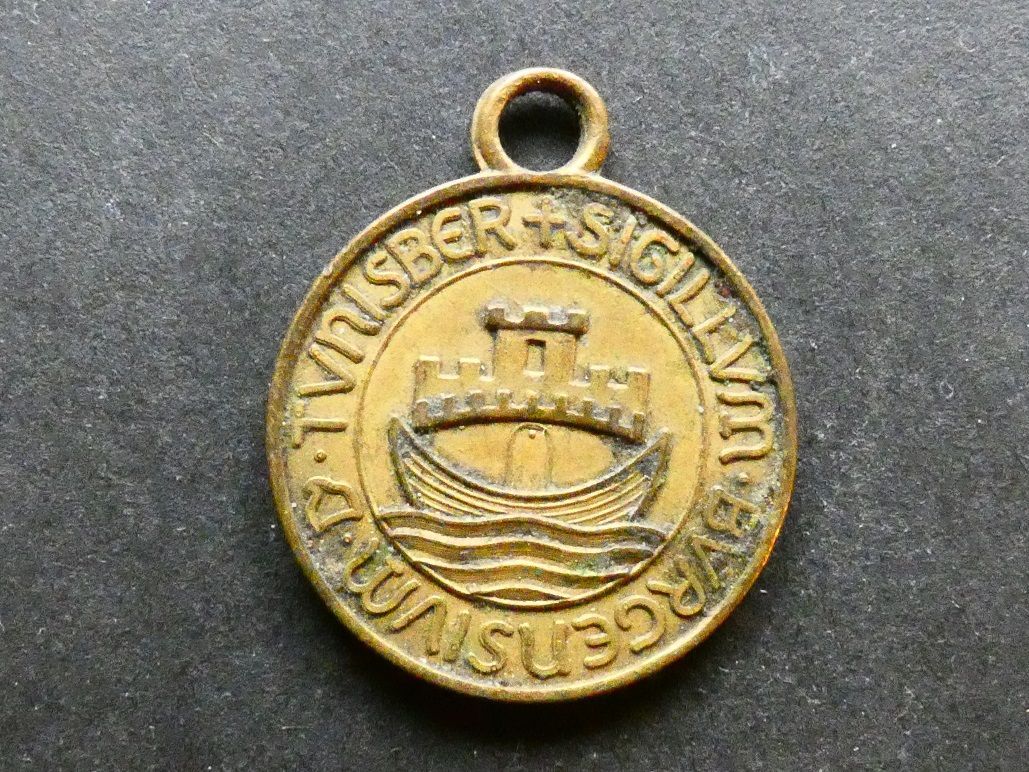 + SIGILLVM · BVRGENSIVM · D · TVNISBER